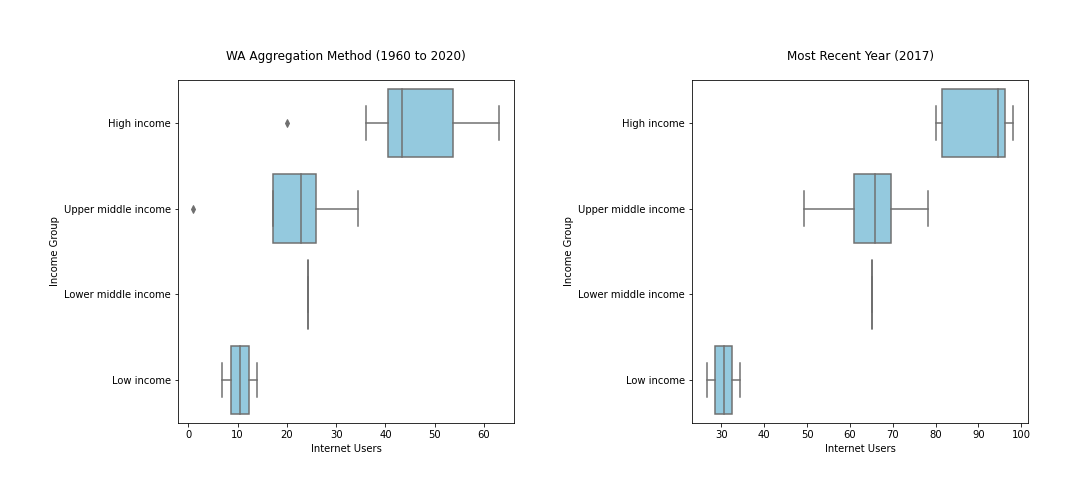 WA Aggregation Method (1960 to 2020)
Income Group
High income
Upper middle income
Lower middle income
Low income
0 10 20 30 40 50 60
Internet Users
Most Recent Year (2017)
Income Group
High income
Upper middle income
Lower middle income
Low income
30 40 50 60 70 80 90 100
Internet Users